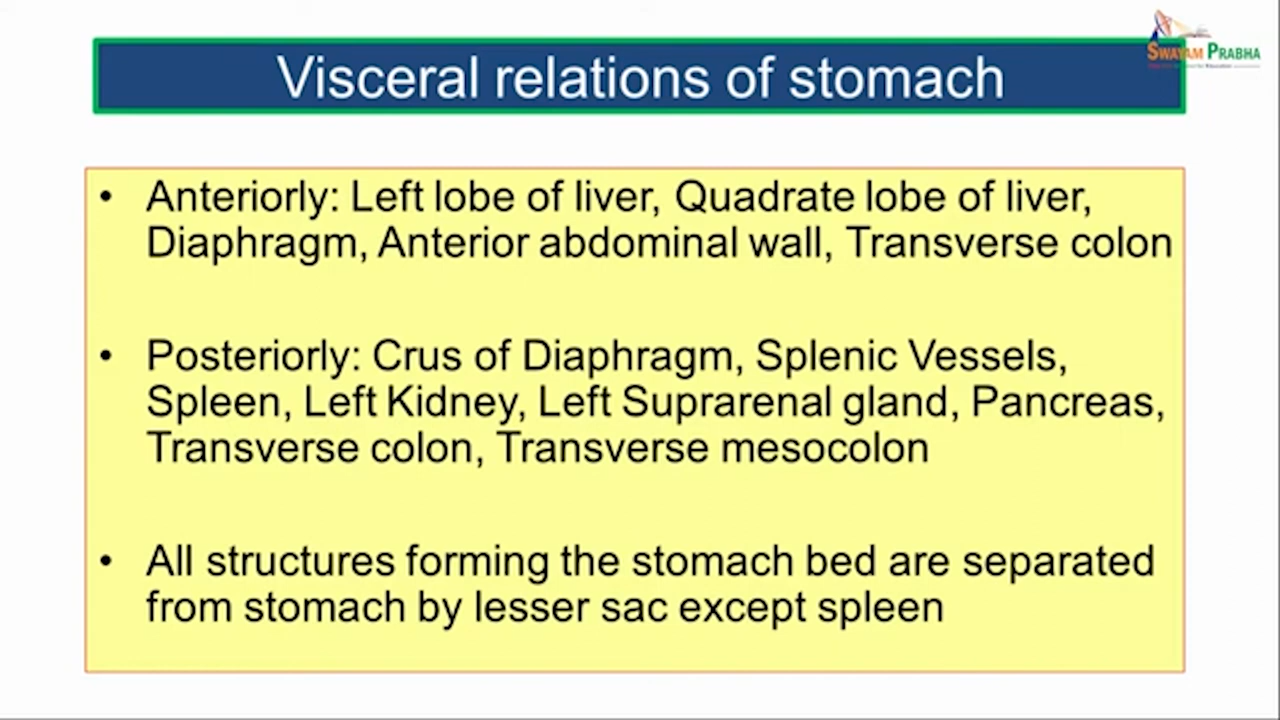 SWAYAM PRABHA
Visceral relations of stomach
• Anteriorly: Left lobe of liver, Quadrate lobe of liver,
Diaphragm, Anterior abdominal wall, Transverse colon
• Posteriorly: Crus of Diaphragm, Splenic Vessels,
Spleen, Left Kidney, Left Suprarenal gland, Pancreas,
Transverse colon, Transverse mesocolon
• All structures forming the stomach bed are separated
from stomach by lesser sac except spleen